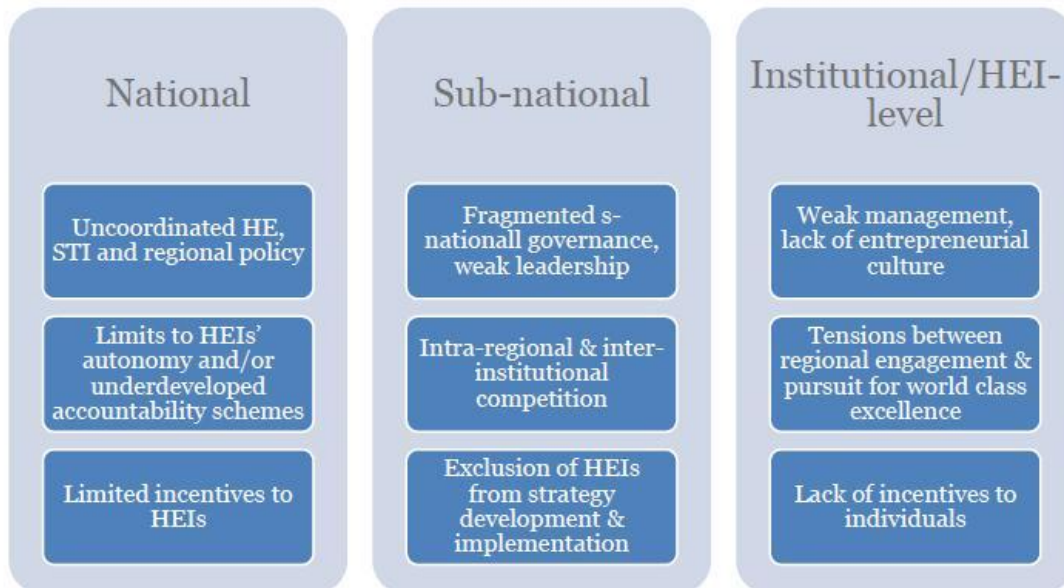 National
Uncoordinated HE,
STI and regional policy
Limits to HEIs’
autonomy and/or
underdeveloped
accountability schemes
Limited incentives to
HEIs
Sub-national
Fragmented s-
nationall governance,
weak leadership
Intra-regional & inter-
institutional
competition
Exclusion of HEIs
from strategy
development &
implementation
Institutional/HEI-
level
Weak management,
lack of entrepreneurial
culture
Tensions between
regional engagement &
pursuit for world class
excellence
Lack of incentives to
individuals